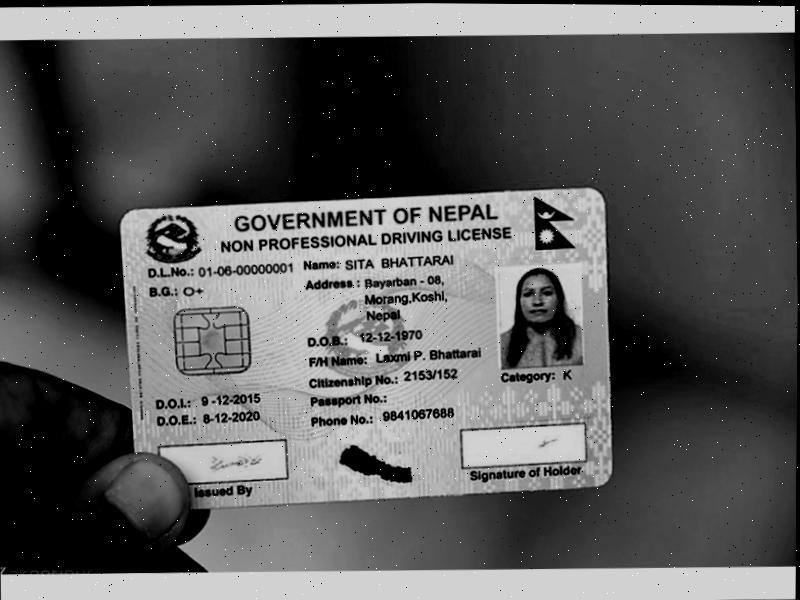 GOVERNMENT OF NEPAL
NON PROFESSIONAL DRIVING LICENSE
D.L.No.: 01-06-00000001
B.G.: O+
Name: SITA BHATTARAI
Address : Bayarban - 08,
Morang,Koshi,
Nepal
D.O.B.: 12-12-1970
F/H Name: Laxmi P. Bhattarai
Citizenship No.: 2153/152
Passport No.:
Phone No.: 9841067688
Category: K
D.O.I.: 9-12-2015
D.O.E.: 8-12-2020
Issued By
Signature of Holder